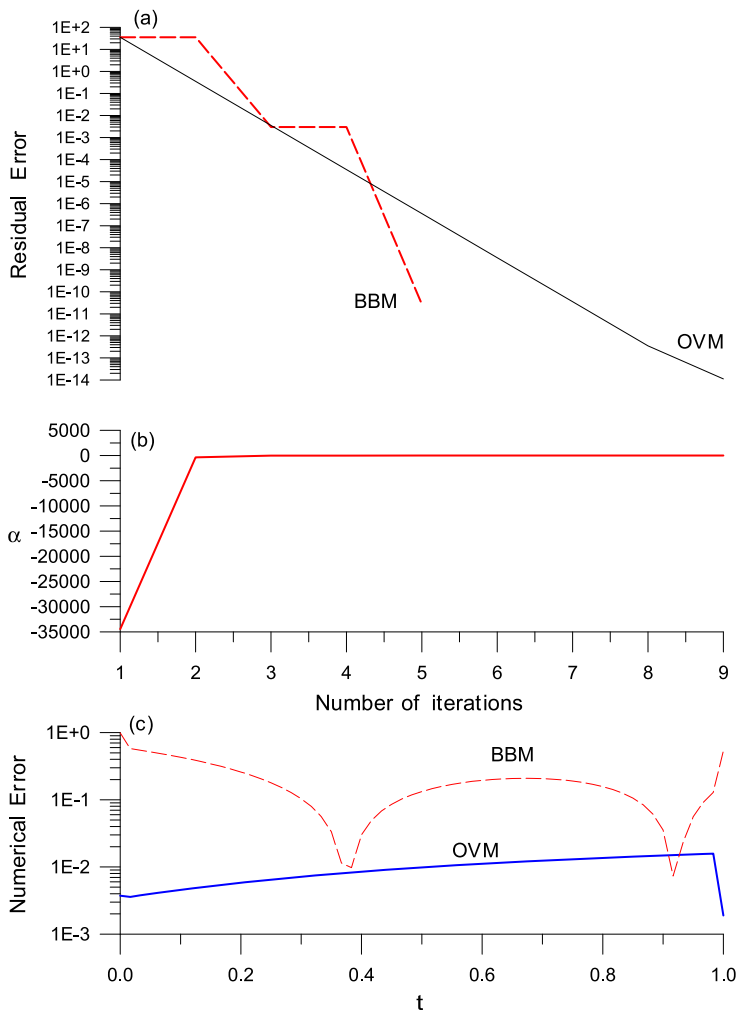 (a)
1E+2
1E+1
1E+0
1E-1
1E-2
1E-3
1E-4
1E-5
1E-6
1E-7
1E-8
1E-9
1E-10
1E-11
1E-12
1E-13
1E-14
Residual Error
BBM
OVM
(b)
5000
0
-5000
-10000
-15000
-20000
-25000
-30000
-35000
α
1 2 3 4 5 6 7 8 9
Number of iterations
(c)
1E+0
1E-1
1E-2
1E-3
Numerical Error
BBM
OVM
0.0 0.2 0.4 0.6 0.8 1.0
t